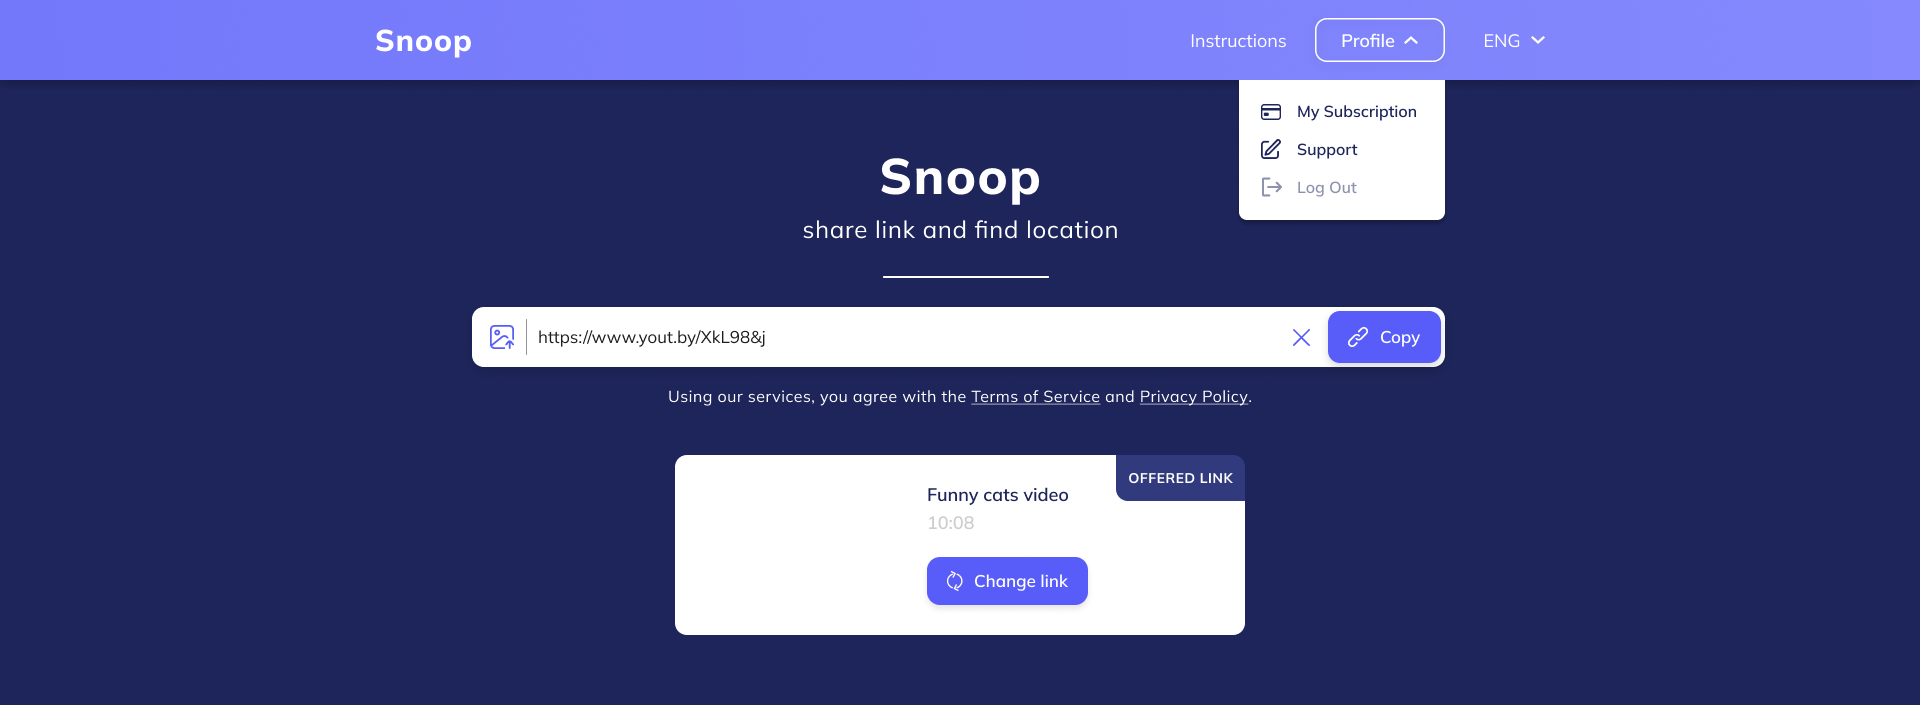 Snoop
Instructions
Profile
ENG
My Subscription
Support
Log Out
Snoop
share link and find location
https://www.yout.by/XkL98&j
Copy
Using our services, you agree with the Terms of Service and Privacy Policy.
OFFERED LINK
Funny cats video
10:08
Change link